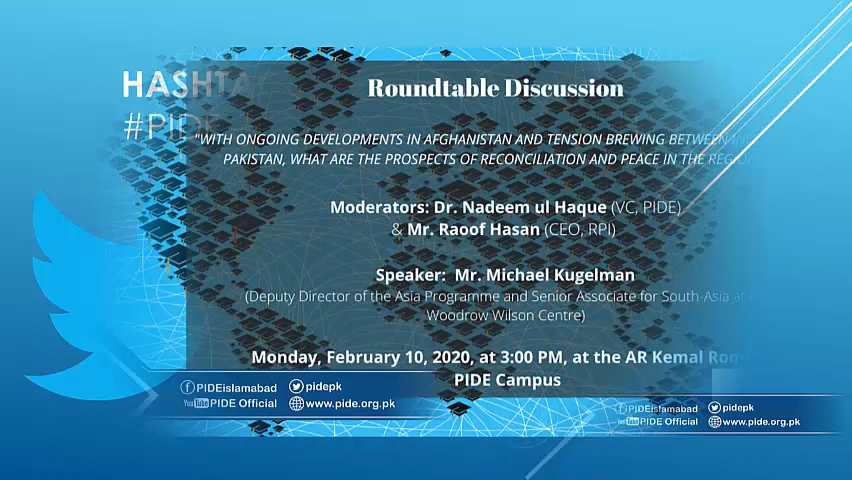 HASHTA
#PIDE
Roundtable Discussion
"WITH ONGOING DEVELOPMENTS IN AFGHANISTAN AND TENSION BREWING BETWEEN
PAKISTAN, WHAT ARE THE PROSPECTS OF RECONCILIATION AND PEACE IN THE REGIO
Moderators: Dr. Nadeem ul Haque (VC, PIDE)
& Mr. Raoof Hasan (CEO, RPI)
Speaker: Mr. Michael Kugelman
(Deputy Director of the Asia Programme and Senior Associate for South-Asia at
Woodrow Wilson Centre)
Monday, February 10, 2020, at 3:00 PM, at the AR Kemal Room
PIDE Campus
PIDEislamabad pidepk
YouTube PIDE Official www.pide.org.pk
PIDEislamabad pidepk
YouTube PIDE Official www.pide.org.pk